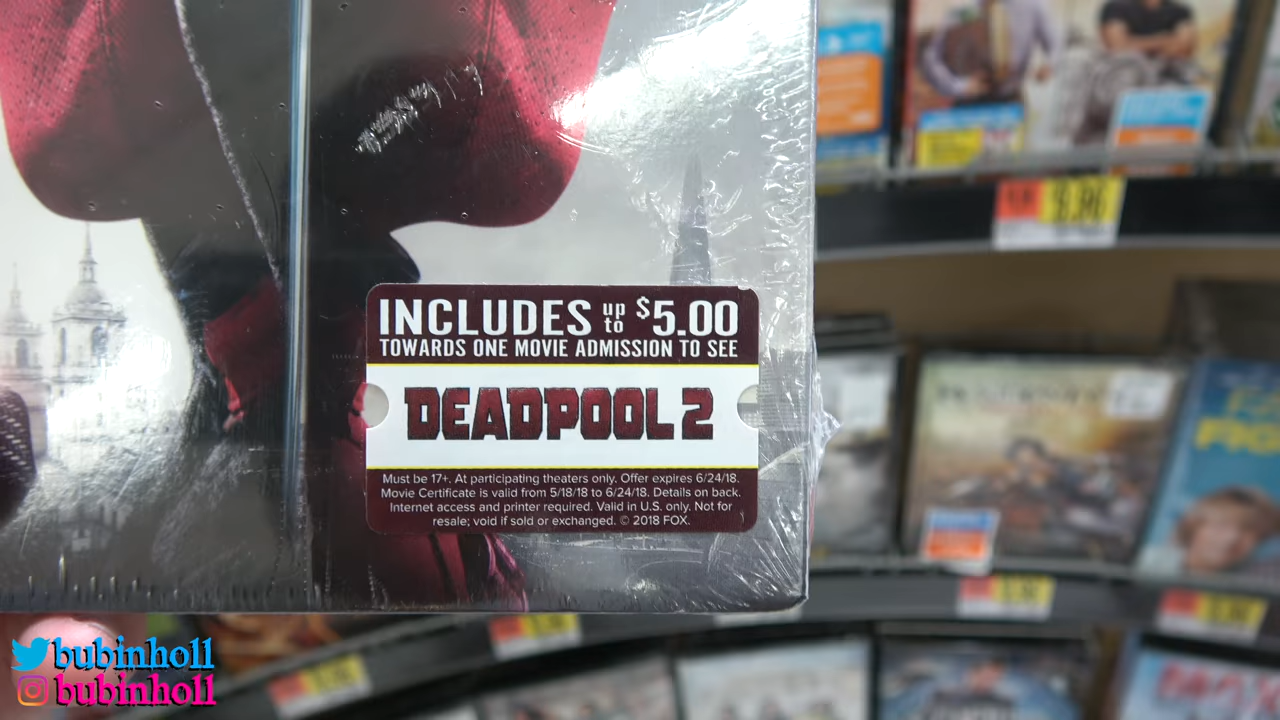 INCLUDES up to $5.00
TOWARDS ONE MOVIE ADMISSION TO SEE
DEADPOOL 2
Must be 17+. At participating theaters only. Offer expires 6/24/18.
Movie Certificate is valid from 5/18/18 to 6/24/18. Details on back.
Internet access and printer required. Valid in U.S. only. Not for
resale; void if sold or exchanged. © 2018 FOX.
bubinho11
bubinho11